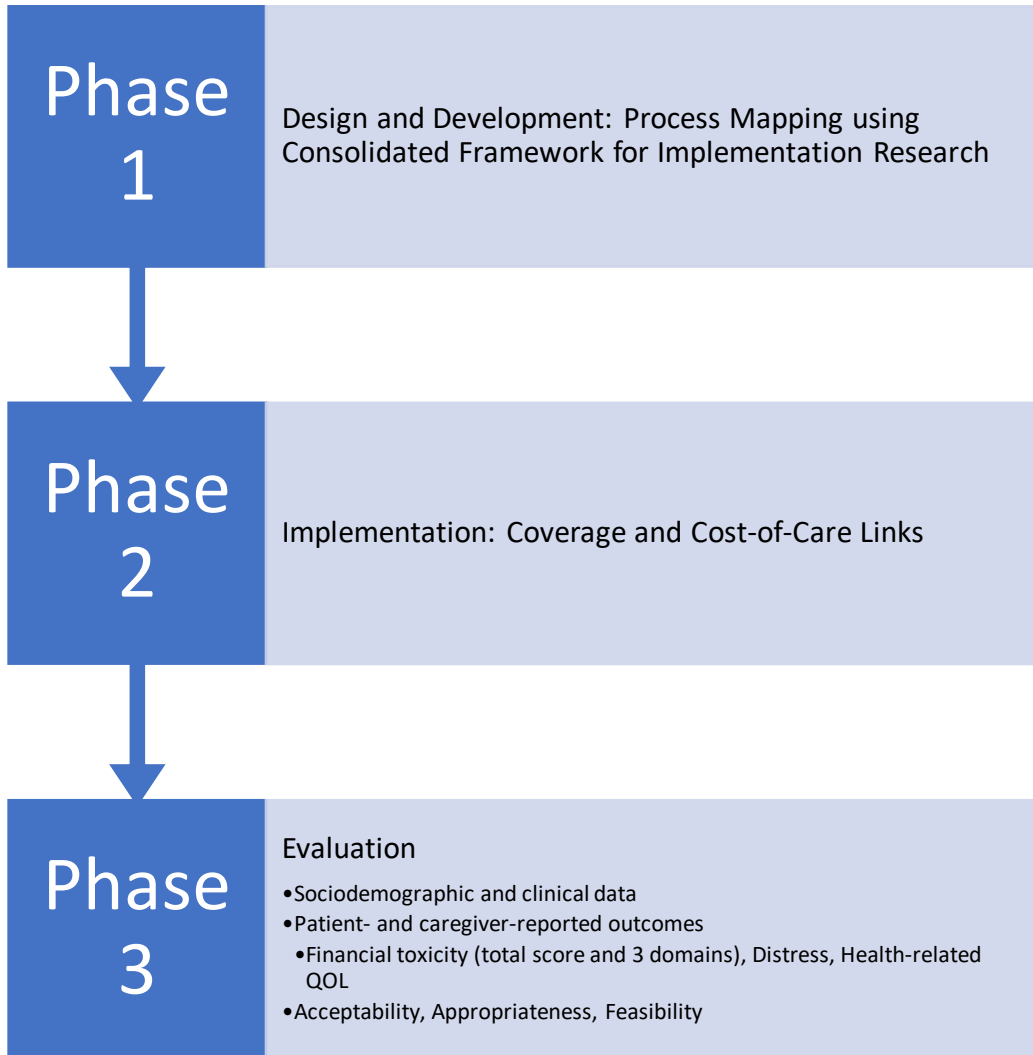 Phase
1
Design and Development: Process Mapping using
Consolidated Framework for Implementation Research
Phase
2
Implementation: Coverage and Cost-of-Care Links
Phase
3
Evaluation
•Sociodemographic and clinical data
•Patient- and caregiver-reported outcomes
•Financial toxicity (total score and 3 domains), Distress, Health-related
QOL
•Acceptability, Appropriateness, Feasibility